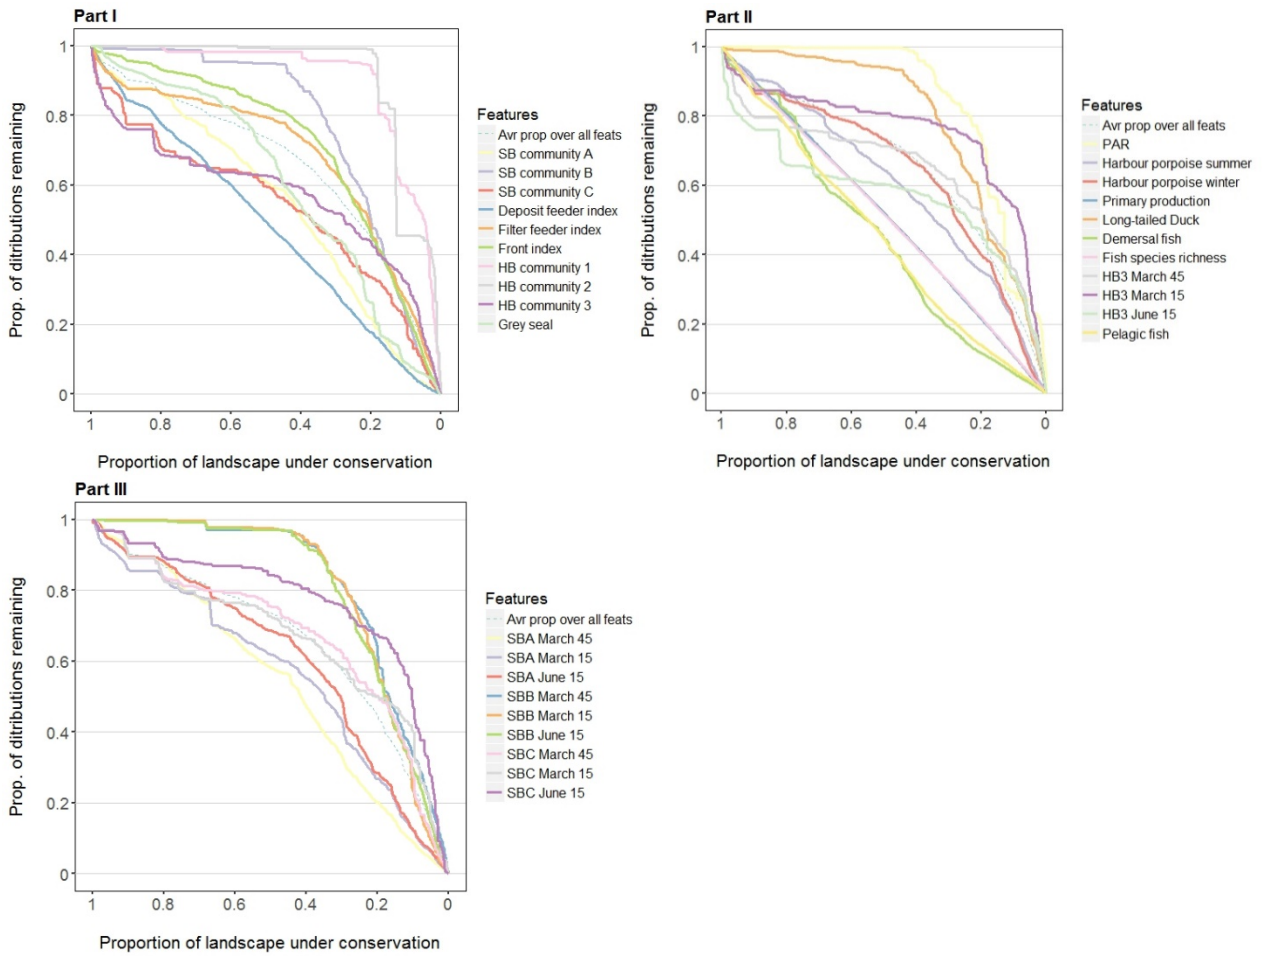 Part I
Prop. of ditributions remaining
1
0.8
0.6
0.4
0.2
0
1 0.8 0.6 0.4 0.2 0
Proportion of landscape under conservation
Features
Avr prop over all feats
SB community A
SB community B
SB community C
Deposit feeder index
Filter feeder index
Front index
HB community 1
HB community 2
HB community 3
Grey seal
Part II
Prop. of ditributions remaining
1
0.8
0.6
0.4
0.2
0
1 0.8 0.6 0.4 0.2 0
Proportion of landscape under conservation
Features
Avr prop over all feats
PAR
Harbour porpoise summer
Harbour porpoise winter
Primary production
Long-tailed Duck
Demersal fish
Fish species richness
HB3 March 45
HB3 March 15
HB3 June 15
Pelagic fish
Part III
Prop. of ditributions remaining
1
0.8
0.6
0.4
0.2
0
1 0.8 0.6 0.4 0.2 0
Proportion of landscape under conservation
Features
Avr prop over all feats
SBA March 45
SBA March 15
SBA June 15
SBB March 45
SBB March 15
SBB June 15
SBC March 45
SBC March 15
SBC June 15